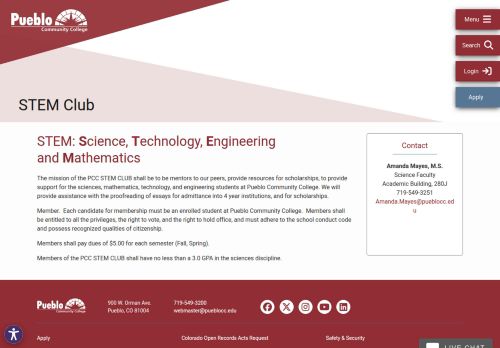 Pueblo
Community College
Menu
Search
Login
Apply
STEM Club
STEM: Science, Technology, Engineering
and Mathematics
The mission of the PCC STEM CLUB shall be to be mentors to our peers, provide resources for scholarships, to provide
support for the sciences, mathematics, technology, and engineering students at Pueblo Community College. We will
provide assistance with the proofreading of essays for admittance into 4 year institutions, and for scholarships.
Member.  Each candidate for membership must be an enrolled student at Pueblo Community College.  Members shall
be entitled to all the privileges, the right to vote, and the right to hold office, and must adhere to the school conduct code
and possess recognized qualities of citizenship.
Members shall pay dues of $5.00 for each semester (Fall, Spring).
Members of the PCC STEM CLUB shall have no less than a 3.0 GPA in the sciences discipline.
Contact
Amanda Mayes, M.S.
Science Faculty
Academic Building, 280J
719-549-3251
Amanda.Mayes@pueblocc.ed
u
Pueblo
Community College
900 W. Orman Ave.
Pueblo, CO 81004
719-549-3200
webmaster@pueblocc.edu
Apply
Colorado Open Records Acts Request
Safety & Security
LIVE CHAT